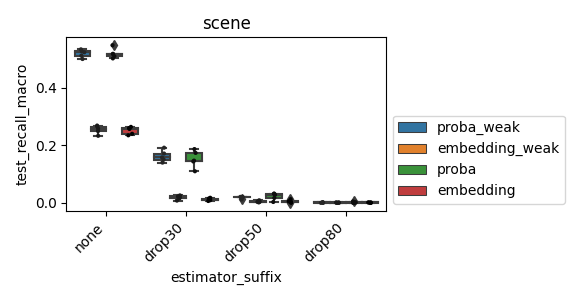 scene
test_recall_macro
0.4
0.2
0.0
none
drop30
drop50
drop80
estimator_suffix
proba_weak
embedding_weak
proba
embedding